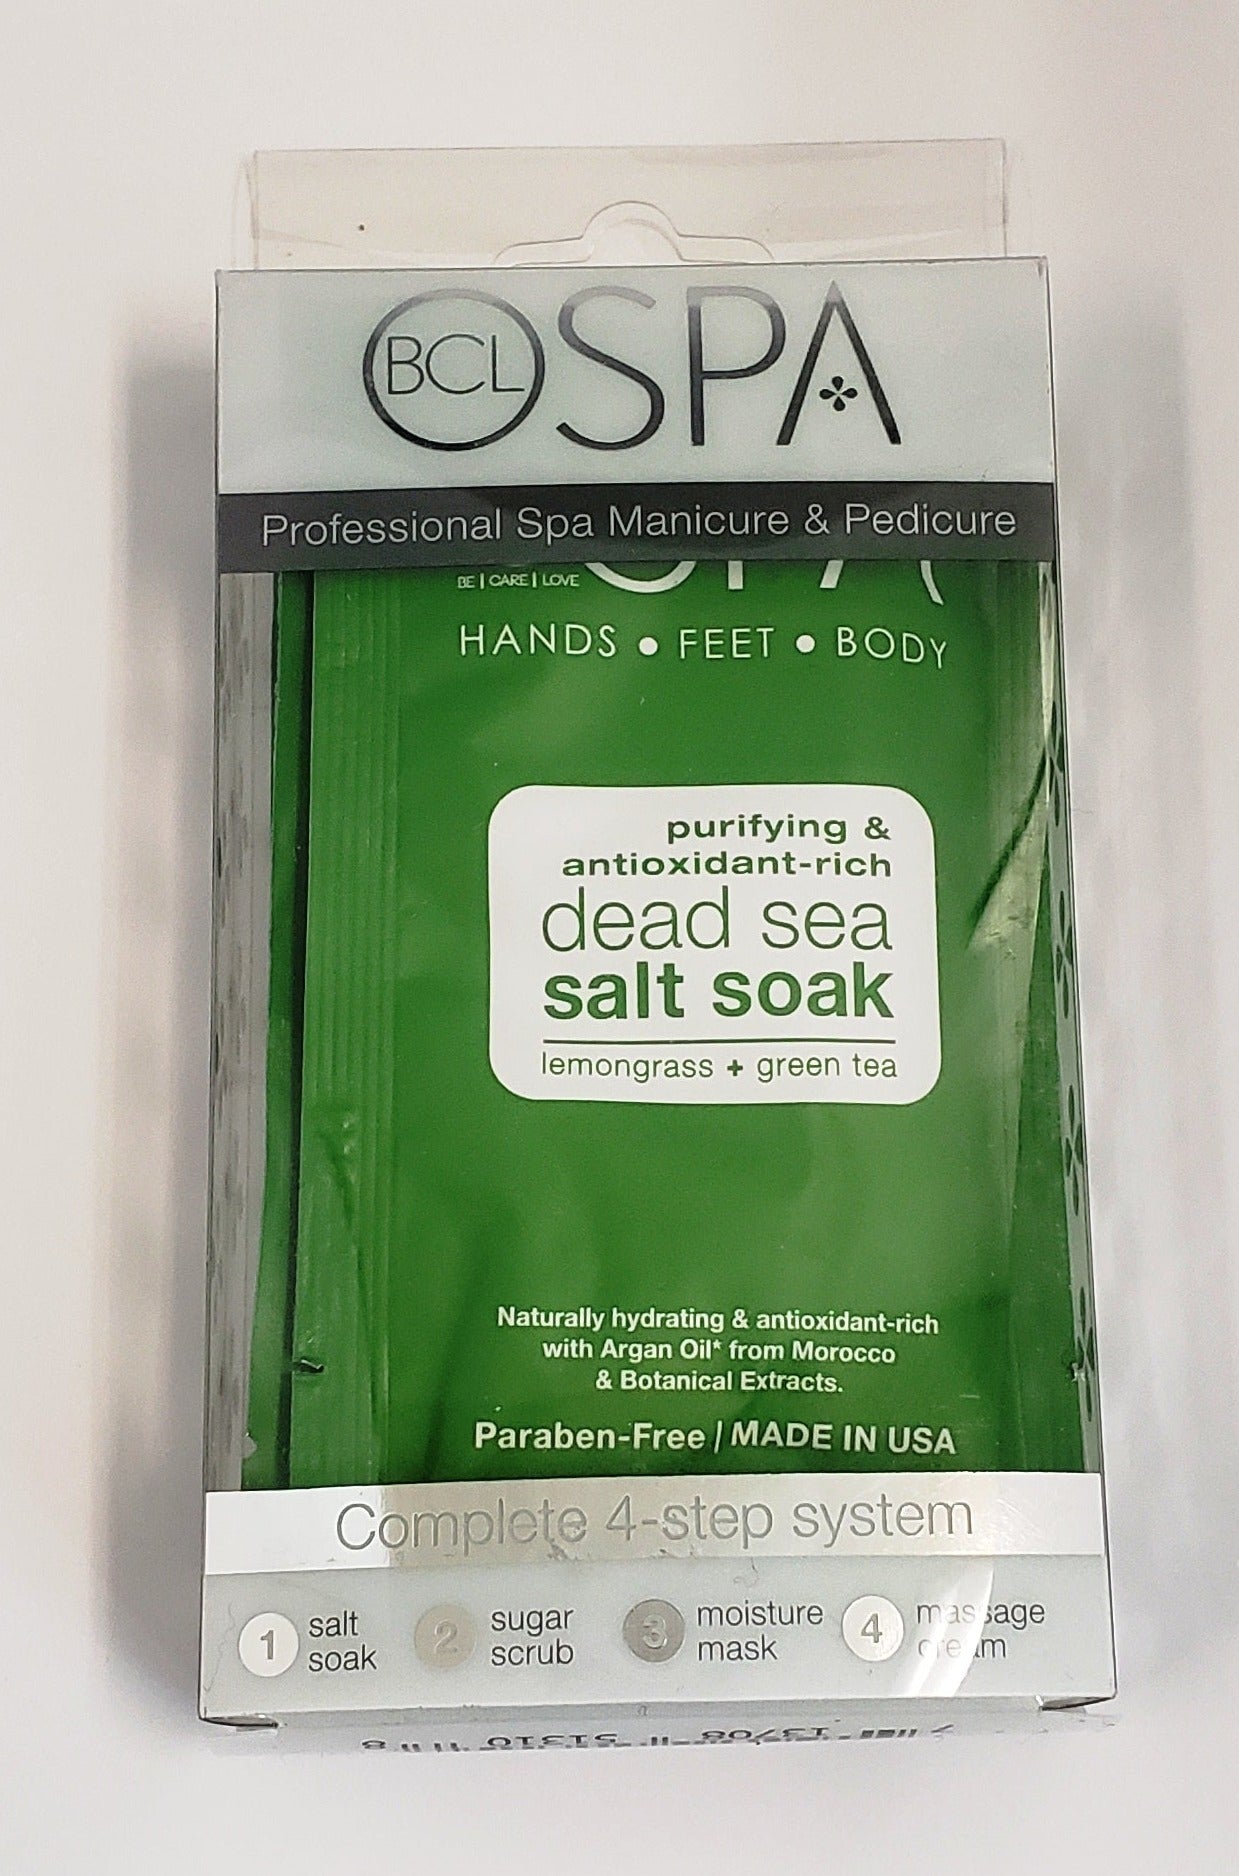 BCL SPA
Professional Spa Manicure & Pedicure
BE | CARE | LOVE
HANDS • FEET • BODY
purifying &
antioxidant-rich
dead sea
salt soak
lemongrass + green tea
Naturally hydrating & antioxidant-rich
with Argan Oil* from Morocco
& Botanical Extracts.
Paraben-Free | MADE IN USA
Complete 4-step system
1 salt
soak
2 sugar
scrub
3 moisture
mask
4 massage
cream